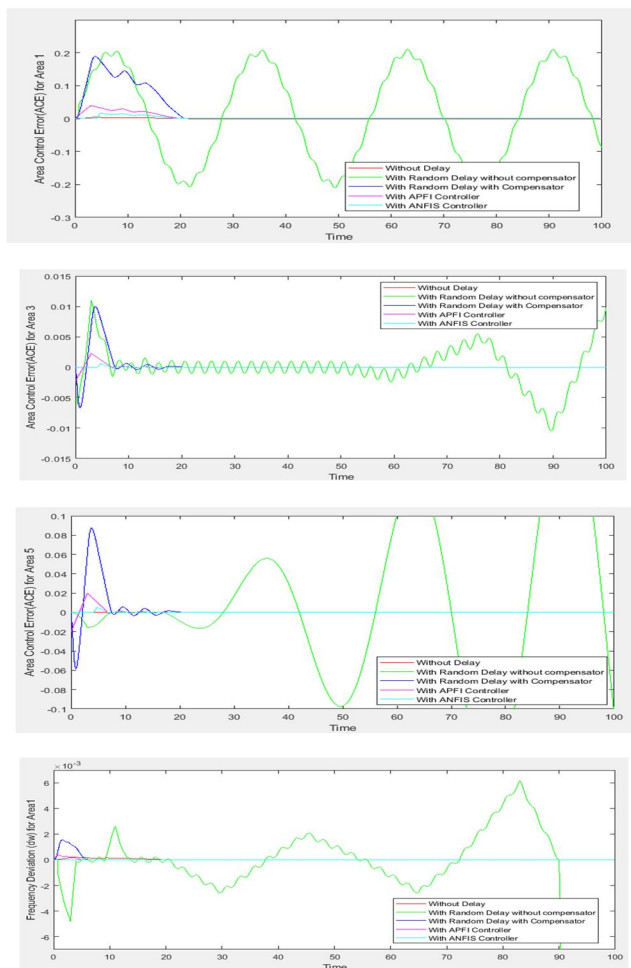 Area Control Error(ACE) for Area 1
0.2
0.1
0
-0.1
-0.2
-0.3
0 10 20 30 40 50 60 70 80 90 100
Time
Without Delay
With Random Delay without compensator
With Random Delay with Compensator
With APFI Controller
With ANFIS Controller
Area Control Error(ACE) for Area 3
0.015
0.01
0.005
0
-0.005
-0.01
-0.015
0 10 20 30 40 50 60 70 80 90 100
Time
Without Delay
With Random Delay without compensator
With Random Delay with Compensator
With APFI Controller
With ANFIS Controller
Area Control Error(ACE) for Area 5
0.1
0.08
0.06
0.04
0.02
0
-0.02
-0.04
-0.06
-0.08
-0.1
0 10 20 30 40 50 60 70 80 90 100
Time
Without Delay
With Random Delay without compensator
With Random Delay with Compensator
With APFI Controller
With ANFIS Controller
Frequency Deviation (dw) for Area1
× 10⁻³
6
4
2
0
-2
-4
-6
0 10 20 30 40 50 60 70 80 90 100
Time
Without Delay
With Random Delay without compensator
With Random Delay with Compensator
With APFI Controller
With ANFIS Controller